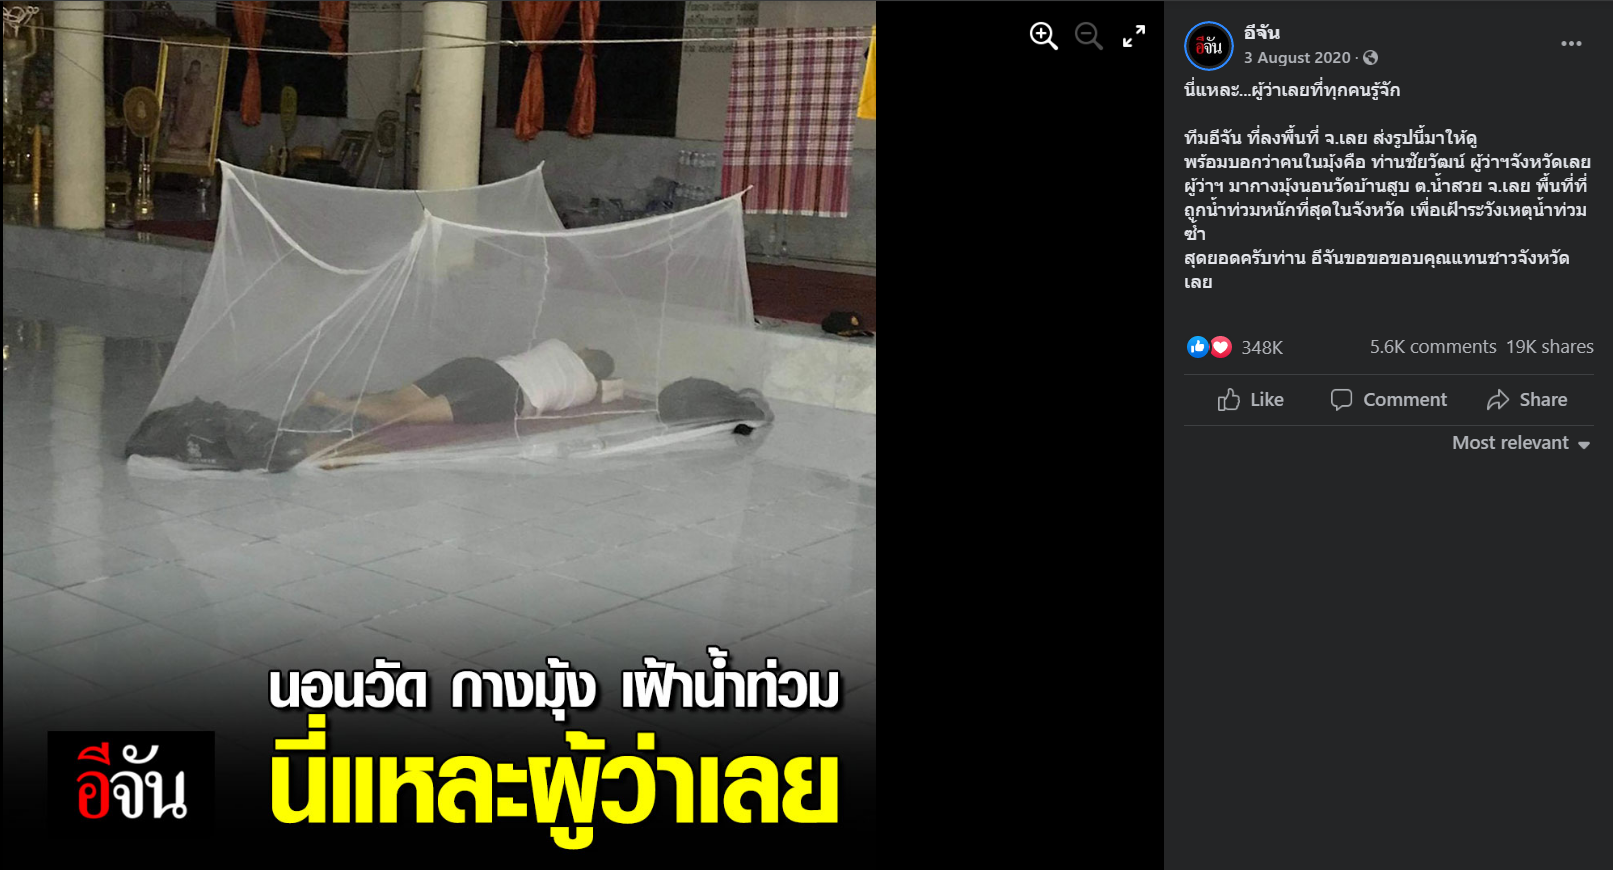 นอนวัด กางมุ้ง เฝ้าน้ำท่วม
นี่แหละผู้ว่าเลย
อีจัน
อีจัน
อีจัน
3 August 2020
นี่แหละ...ผู้ว่าเลยที่ทุกคนรู้จัก
ทีมอีจัน ที่ลงพื้นที่ จ.เลย ส่งรูปนี้มาให้ดู
พร้อมบอกว่าคนในมุ้งคือ ท่านชัยวัฒน์ ผู้ว่าฯจังหวัดเลย
ผู้ว่าฯ มากางมุ้งนอนวัดบ้านสูบ ต.น้ำสวย จ.เลย พื้นที่ที่
ถูกน้ำท่วมหนักที่สุดในจังหวัด เพื่อเฝ้าระวังเหตุน้ำท่วม
ซ้ำ
สุดยอดครับท่าน อีจันขอขอขอบคุณแทนชาวจังหวัด
เลย
348K 5.6K comments 19K shares
Like Comment Share
Most relevant